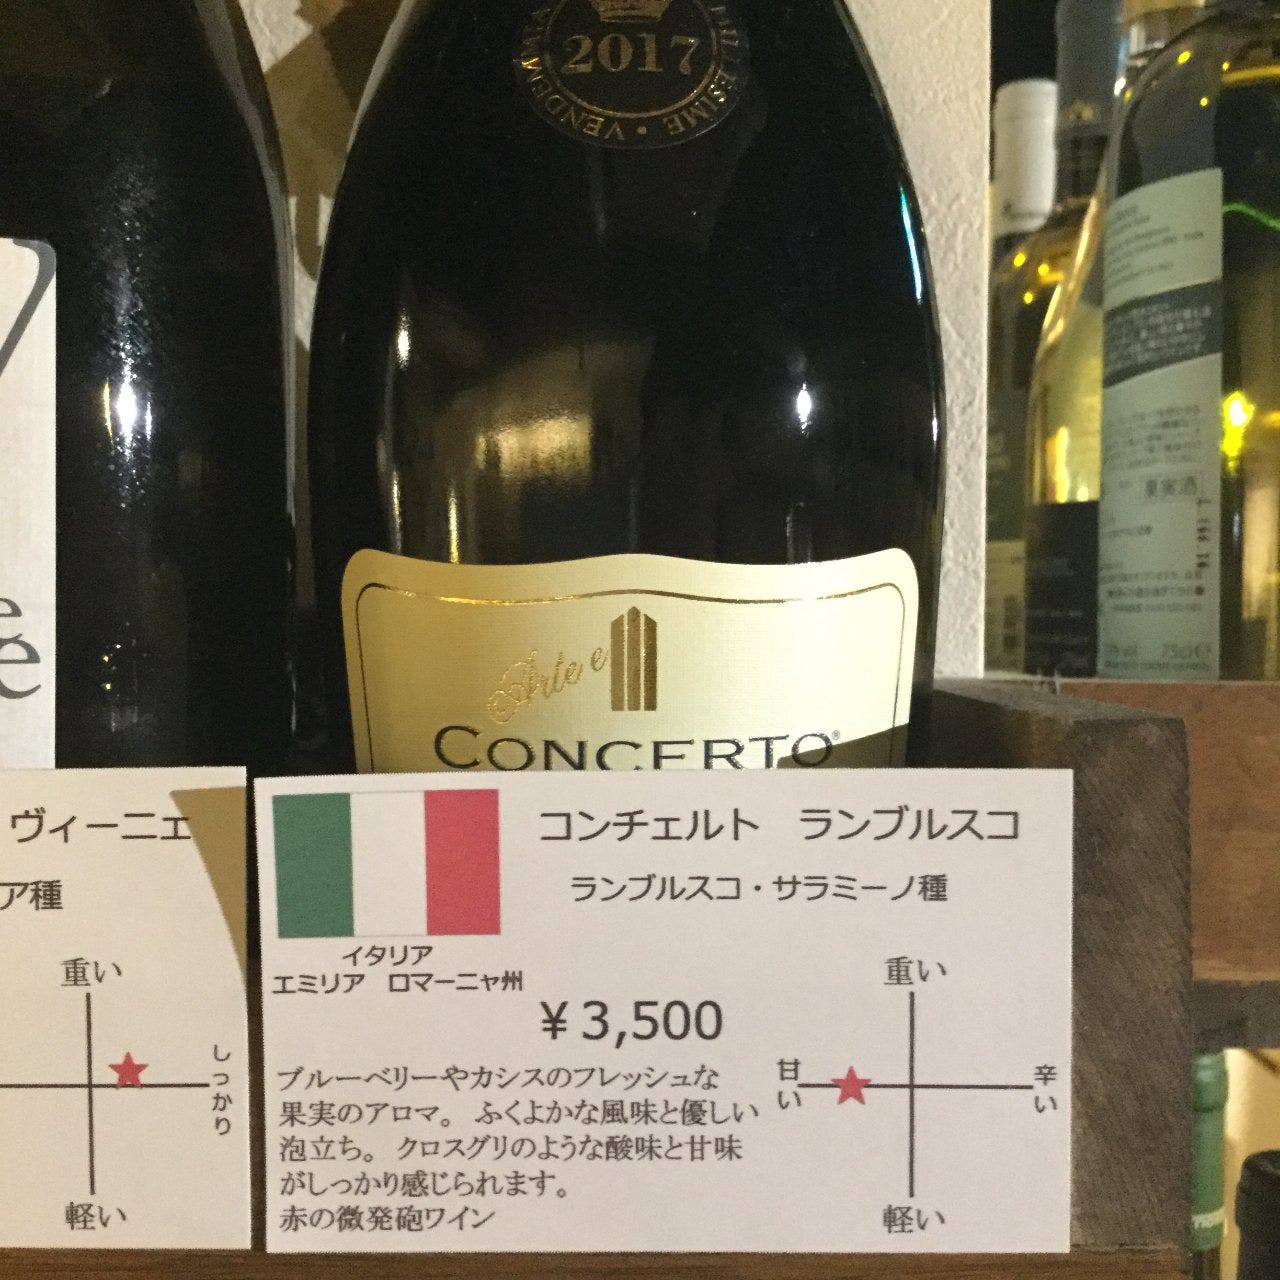 2017
VENDEMMIA
MILLESIME
Arte e
CONCERTO®
ヴィーニェ
ア種
重い
しっかり
軽い
コンチェルト　ランブルスコ
ランブルスコ・サラミーノ種
イタリア
エミリア　ロマーニャ州
¥3,500
ブルーベリーやカシスのフレッシュな
果実のアロマ。ふくよかな風味と優しい
泡立ち。クロスグリのような酸味と甘味
がしっかり感じられます。
赤の微発砲ワイン
重い
甘い
辛い
軽い
果実酒
75cl e